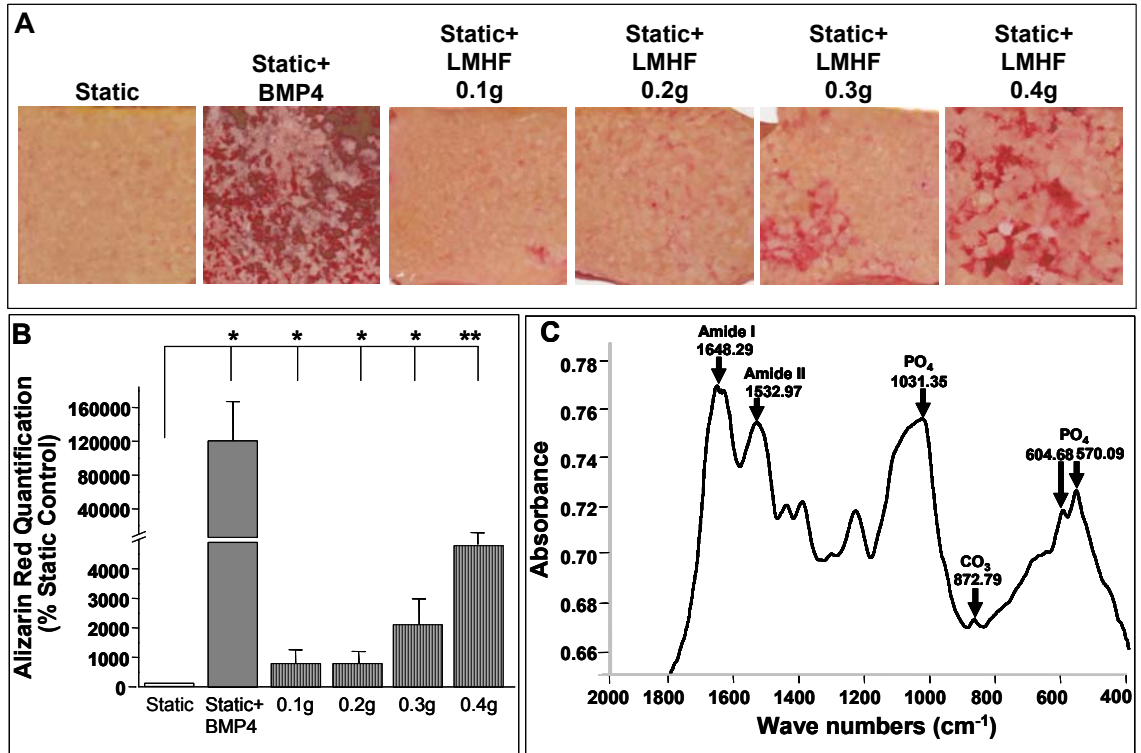 A
Static
Static+
BMP4
Static+
LMHF
0.1g
Static+
LMHF
0.2g
Static+
LMHF
0.3g
Static+
LMHF
0.4g
B
* * * * **
Alizarin Red Quantification
(% Static Control)
160000
120000
80000
40000
4000
3000
2000
1000
0
Static Static+ 0.1g 0.2g 0.3g 0.4g
BMP4
C
Amide I
1648.29
Amide II
1532.97
PO4
1031.35
PO4
604.68 570.09
CO3
872.79
Absorbance
0.78
0.76
0.74
0.72
0.70
0.68
0.66
2000 1800 1600 1400 1200 1000 800 600 400
Wave numbers (cm-1)